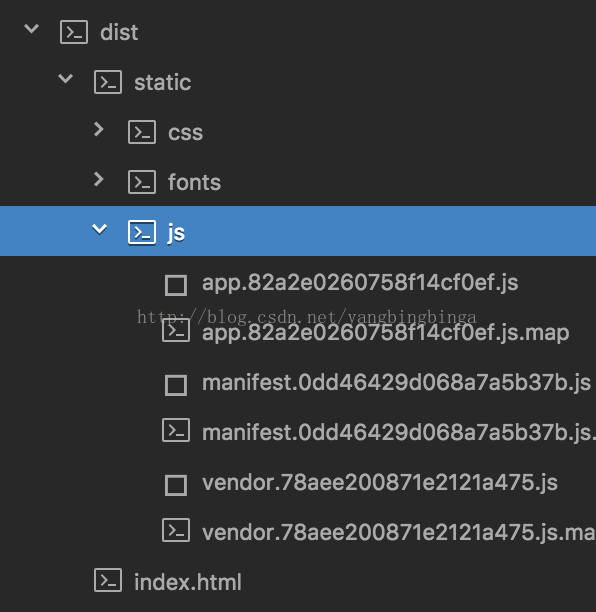 dist
static
css
fonts
js
app.82a2e0260758f14cf0ef.js
http://blog.csdn.net/yangbingbinga
app.82a2e0260758f14cf0ef.js.map
manifest.0dd46429d068a7a5b37b.js
manifest.0dd46429d068a7a5b37b.js.
vendor.78aee200871e2121a475.js
vendor.78aee200871e2121a475.js.ma
index.html